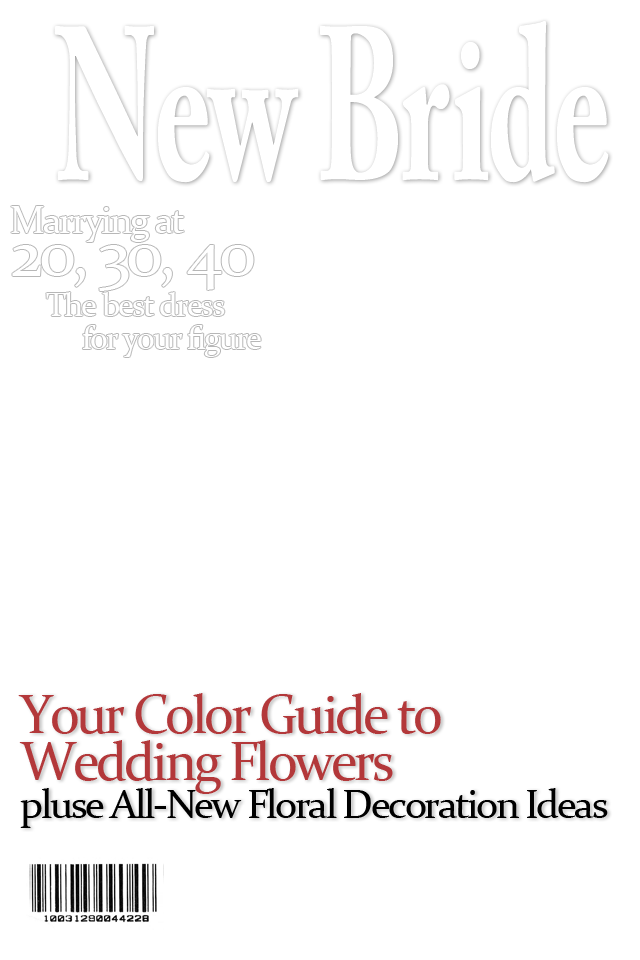 New Bride
Marrying at
20, 30, 40
The best dress
for your figure
Your Color Guide to
Wedding Flowers
pluse All-New Floral Decoration Ideas
10031280044228